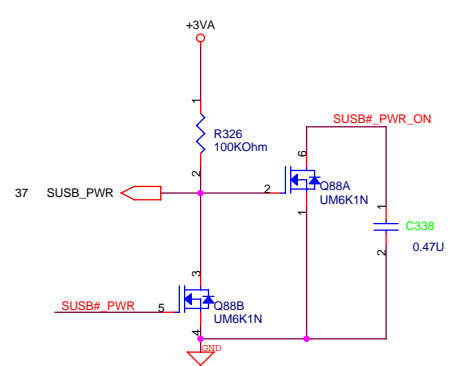 +3VA
SUSB#_PWR_ON
1
R326
100KOhm
6
2
37 SUSB_PWR
2
Q88A
UM6K1N
1
1
C338
0.47U
2
3
SUSB#_PWR
5
Q88B
UM6K1N
4
GND